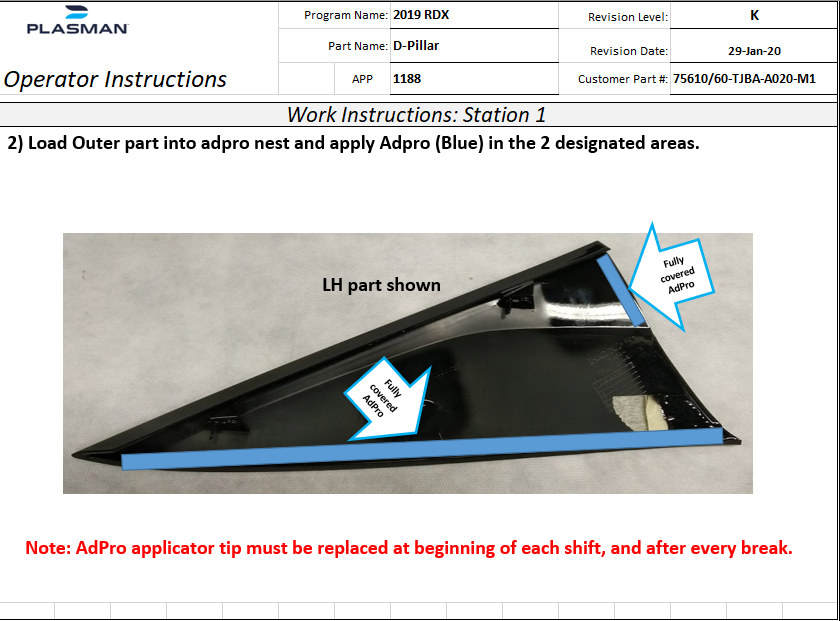 PLASMAN
Operator Instructions
Program Name: 2019 RDX
Part Name: D-Pillar
APP 1188
Revision Level: K
Revision Date: 29-Jan-20
Customer Part #: 75610/60-TJBA-A020-M1
Work Instructions: Station 1
2) Load Outer part into adpro nest and apply Adpro (Blue) in the 2 designated areas.
LH part shown
Fully
covered
AdPro
Fully
covered
AdPro
Note: AdPro applicator tip must be replaced at beginning of each shift, and after every break.